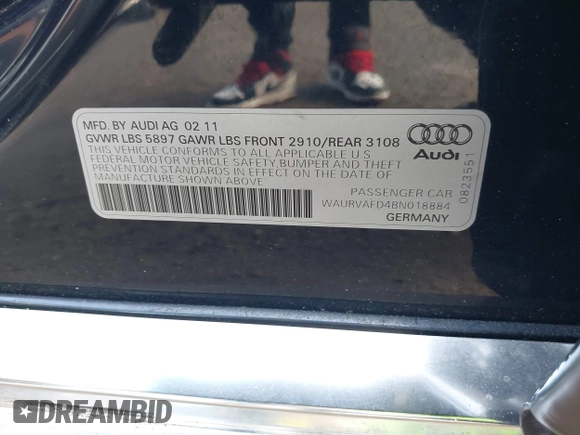 MFD. BY AUDI AG 02 11
GVWR LBS 5897 GAWR LBS FRONT 2910/REAR 3108
THIS VEHICLE CONFORMS TO ALL APPLICABLE U S
FEDERAL MOTOR VEHICLE SAFETY, BUMPER AND THEFT
PREVENTION STANDARDS IN EFFECT ON THE DATE OF
MANUFACTURE SHOWN ABOVE
Audi
0823551
PASSENGER CAR
WAURVAFD4BN018884
GERMANY
DREAMBID